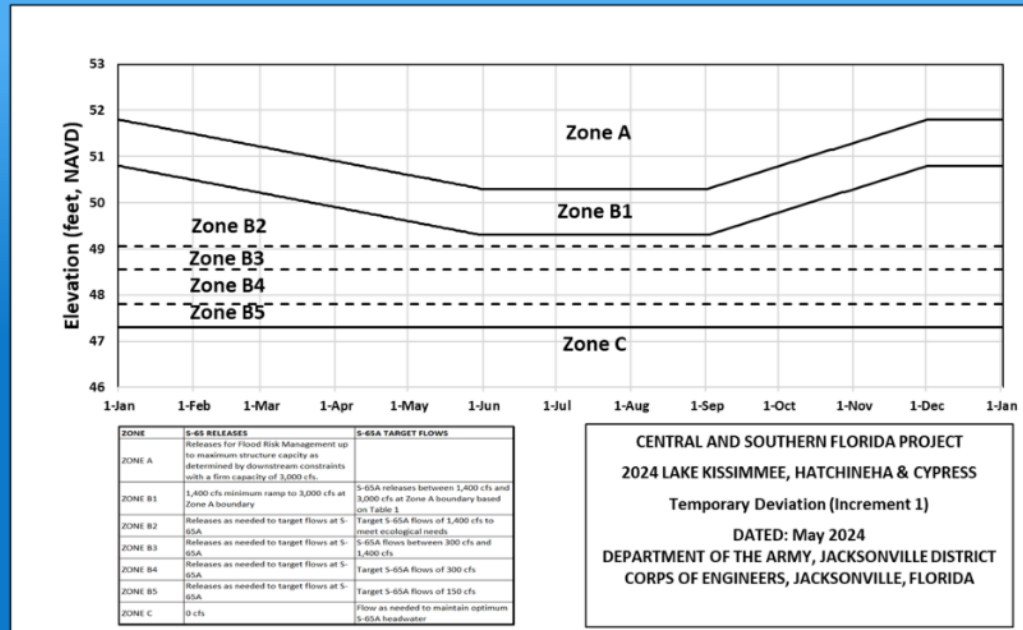 53
52
51
50
49
48
47
46
Elevation (feet, NAVD)
Zone A
Zone B1
Zone B2
Zone B3
Zone B4
Zone B5
Zone C
1-Jan 1-Feb 1-Mar 1-Apr 1-May 1-Jun 1-Jul 1-Aug 1-Sep 1-Oct 1-Nov 1-Dec 1-Jan
ZONE S-65 RELEASES S-65A TARGET FLOWS
ZONE A
Releases for Flood Risk Management up
to maximum structure capcity as
determined by downstream constraints
with a firm capacity of 3,000 cfs.
ZONE B1
1,400 cfs minimum ramp to 3,000 cfs at
Zone A boundary
S-65A releases between 1,400 cfs and
3,000 cfs at Zone A boundary based
on Table 1
ZONE B2
Releases as needed to target flows at S-
65A
Target S-65A flows of 1,400 cfs to
meet ecological needs
ZONE B3
Releases as needed to target flows at S-
65A
S-65A flows between 300 cfs and
1,400 cfs
ZONE B4
Releases as needed to target flows at S-
65A
Target S-65A flows of 300 cfs
ZONE B5
Releases as needed to target flows at S-
65A
Target S-65A flows of 150 cfs
ZONE C
0 cfs
Flow as needed to maintain optimum
S-65A headwater
CENTRAL AND SOUTHERN FLORIDA PROJECT
2024 LAKE KISSIMMEE, HATCHINEHA & CYPRESS
Temporary Deviation (Increment 1)
DATED: May 2024
DEPARTMENT OF THE ARMY, JACKSONVILLE DISTRICT
CORPS OF ENGINEERS, JACKSONVILLE, FLORIDA